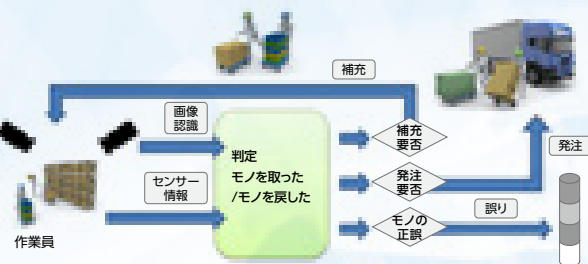 補充
画像
認識
判定
モノを取った
/モノを戻した
補充
要否
発注
要否
発注
センサー
情報
モノの
正誤
誤り
作業員